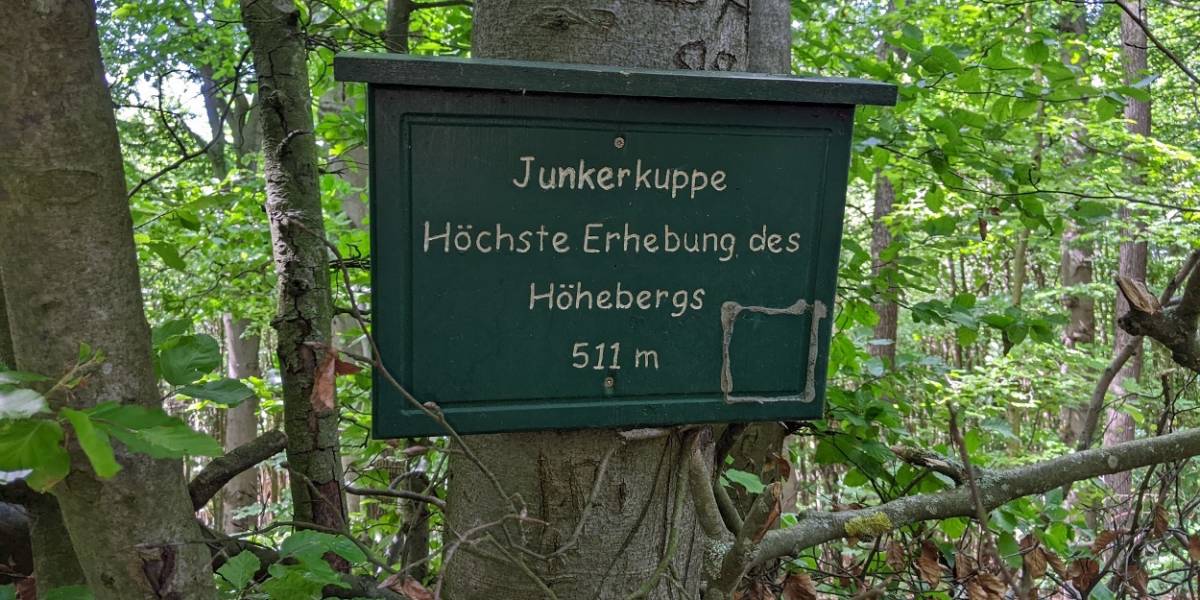 Junkerkuppe
Höchste Erhebung des
Höhebergs
511 m